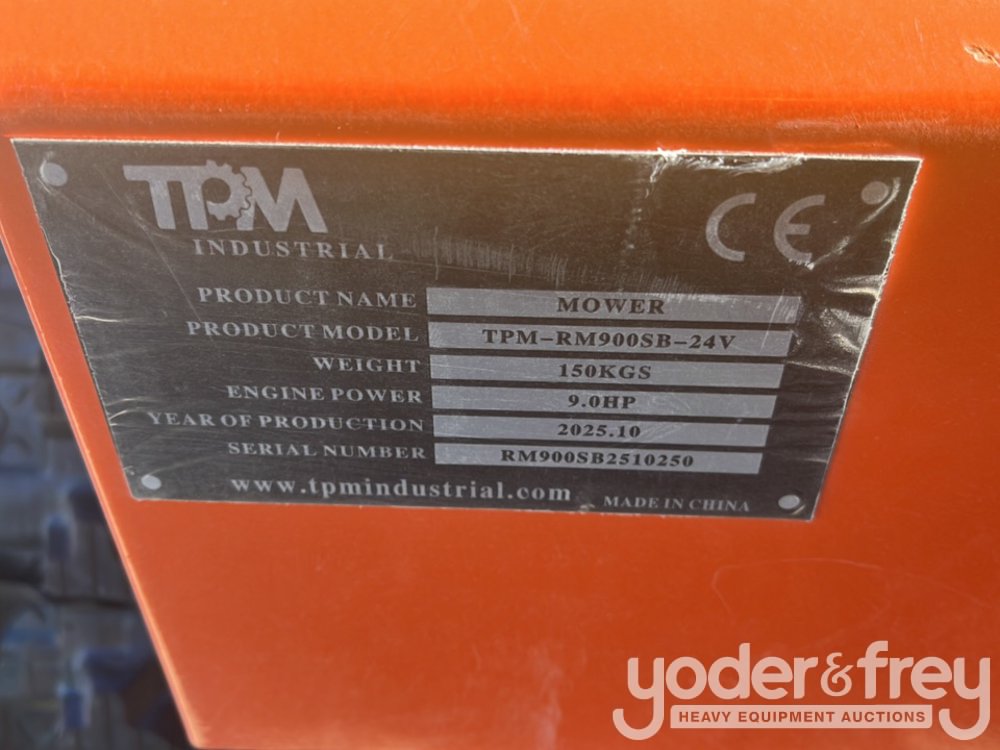 TPM
INDUSTRIAL
CE
PRODUCT NAME MOWER
PRODUCT MODEL TPM-RM900SB-24V
WEIGHT 150KGS
ENGINE POWER 9.0HP
YEAR OF PRODUCTION 2025.10
SERIAL NUMBER RM900SB2510250
www.tpmindustrial.com MADE IN CHINA
yoder&frey
HEAVY EQUIPMENT AUCTIONS